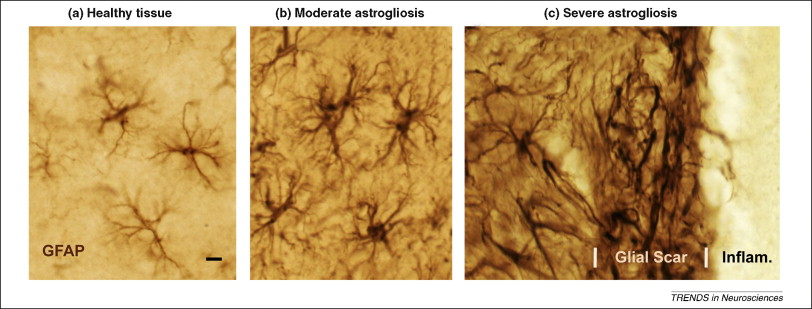 (a) Healthy tissue
(b) Moderate astrogliosis
(c) Severe astrogliosis
GFAP
Glial Scar
Inflam.
TRENDS in Neurosciences